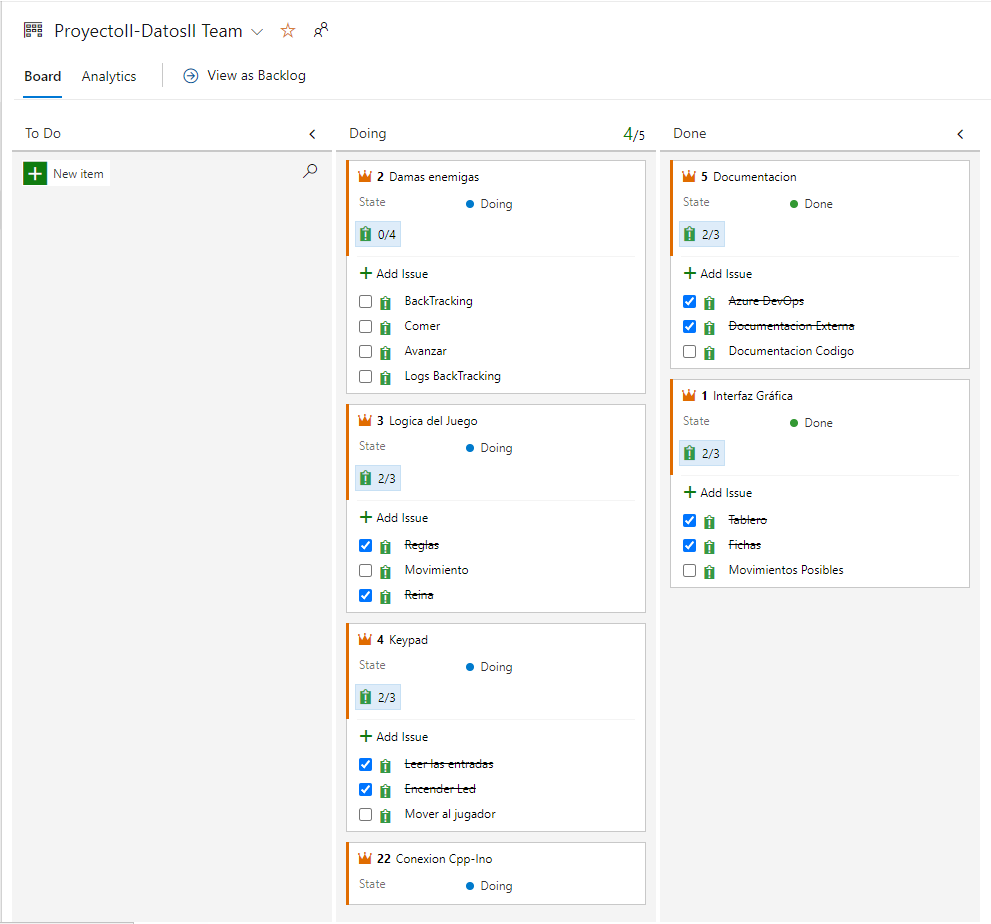 ProyectoII-DatosII Team
Board Analytics View as Backlog
To Do
New item
Doing 4/5
2 Damas enemigas
State Doing
0/4
Add Issue
BackTracking
Comer
Avanzar
Logs BackTracking
3 Logica del Juego
State Doing
2/3
Add Issue
Reglas
Movimiento
Reina
4 Keypad
State Doing
2/3
Add Issue
Leer las entradas
Encender Led
Mover al jugador
22 Conexion Cpp-Ino
State Doing
Done
5 Documentacion
State Done
2/3
Add Issue
Azure DevOps
Documentacion Externa
Documentacion Codigo
1 Interfaz Gráfica
State Done
2/3
Add Issue
Tablero
Fichas
Movimientos Posibles